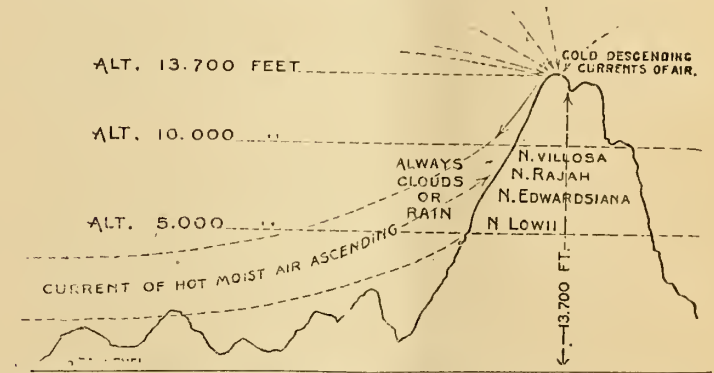 COLD DESCENDING
CURRENTS OF AIR.
ALT. 13.700 FEET
ALT. 10.000 "
ALWAYS
CLOUDS
OR
RAIN
N. VILLOSA
N. RAJAH
N. EDWARDSIANA
N LOWII
ALT. 5.000 "
CURRENT OF HOT MOIST AIR ASCENDING
13.700 FT.